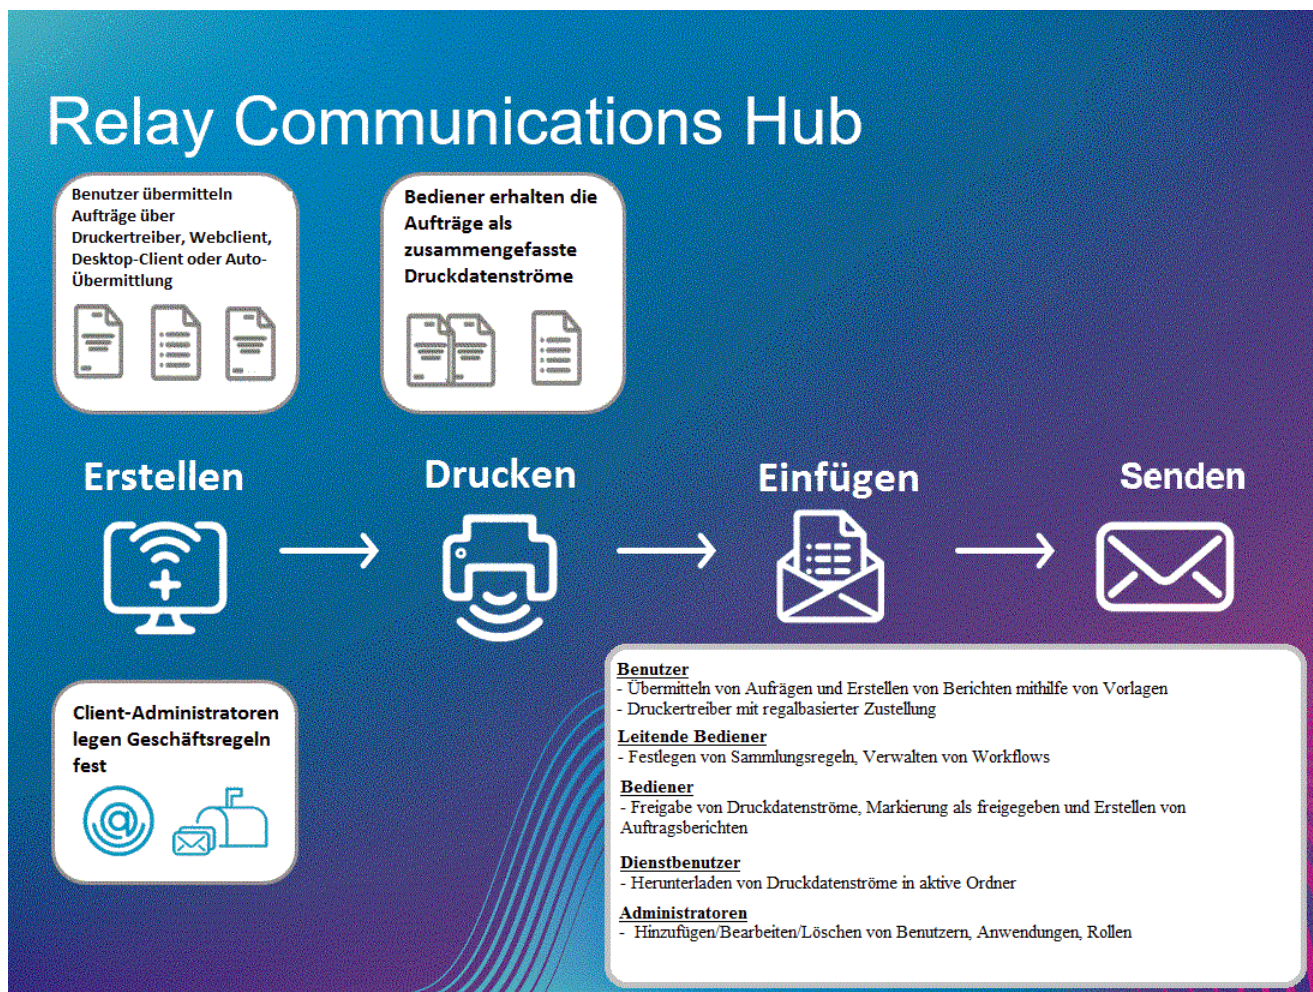 Relay Communications Hub
Benutzer übermitteln
Aufträge über
Druckertreiber, Webclient,
Desktop-Client oder Auto-
Übermittlung
Bediener erhalten die
Aufträge als
zusammengefasste
Druckdatenströme
Erstellen
Drucken
Einfügen
Senden
Client-Administratoren
legen Geschäftsregeln
fest
Benutzer
- Übermitteln von Aufrägen und Erstellen von Berichten mithilfe von Vorlagen
- Druckertreiber mit regalbasierter Zustellung
Leitende Bediener
- Festlegen von Sammlungsregeln, Verwalten von Workflows
Bediener
- Freigabe von Druckdatenströme, Markierung als freigegeben und Erstellen von
Auftragsberichten
Dienstbenutzer
- Herunterladen von Druckdatenströme in aktive Ordner
Administratoren
- Hinzufügen/Bearbeiten/Löschen von Benutzern, Anwendungen, Rollen